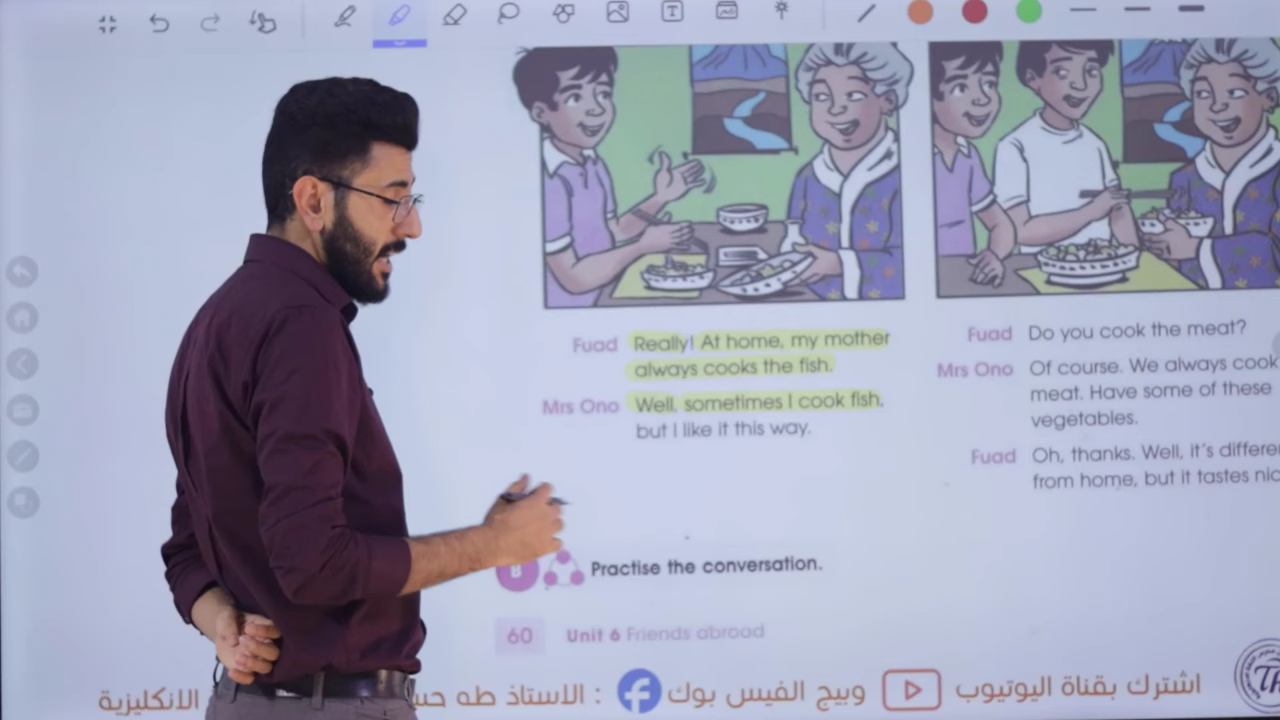 Fuad Really! At home, my mother
always cooks the fish.
Mrs Ono Well, sometimes I cook fish,
but I like it this way.
Fuad Do you cook the meat?
Mrs Ono Of course. We always cook
meat. Have some of these
vegetables.
Fuad Oh, thanks. Well, it's
from home, but it tastes
B Practise the conversation.
60 Unit 6 Friends abroad
اشترك بقناة اليوتيوب وبيج الفيس بوك : الاستاذ طه الانكليزية